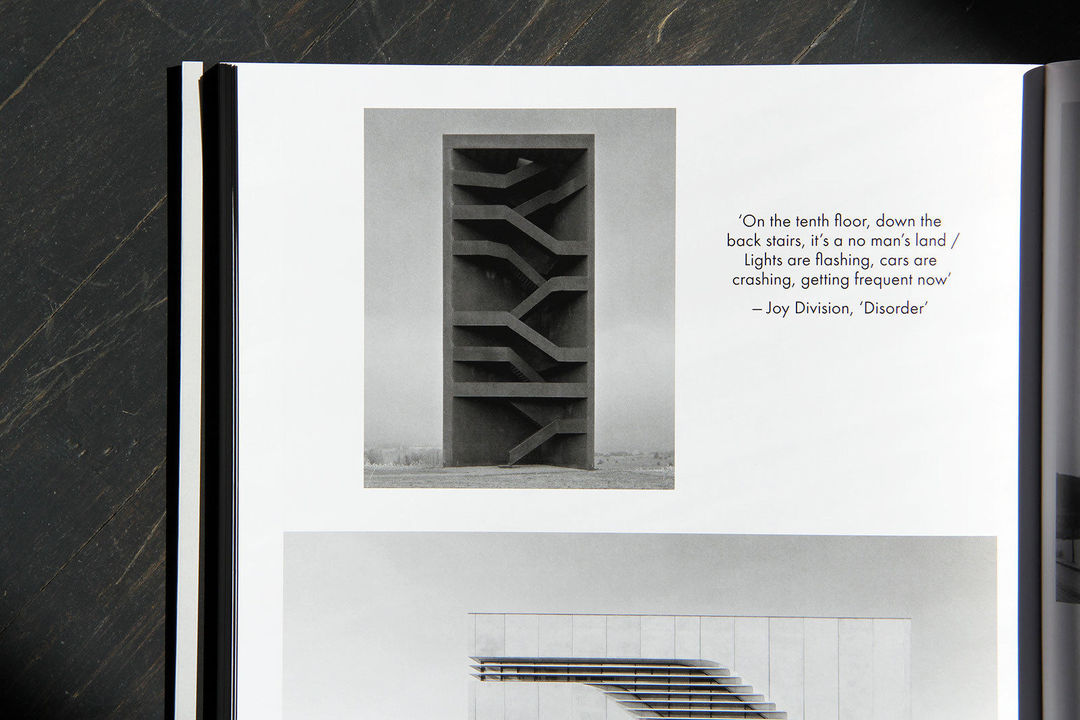 ‘On the tenth floor, down the
back stairs, it’s a no man’s land /
Lights are flashing, cars are
crashing, getting frequent now’
— Joy Division, ‘Disorder’